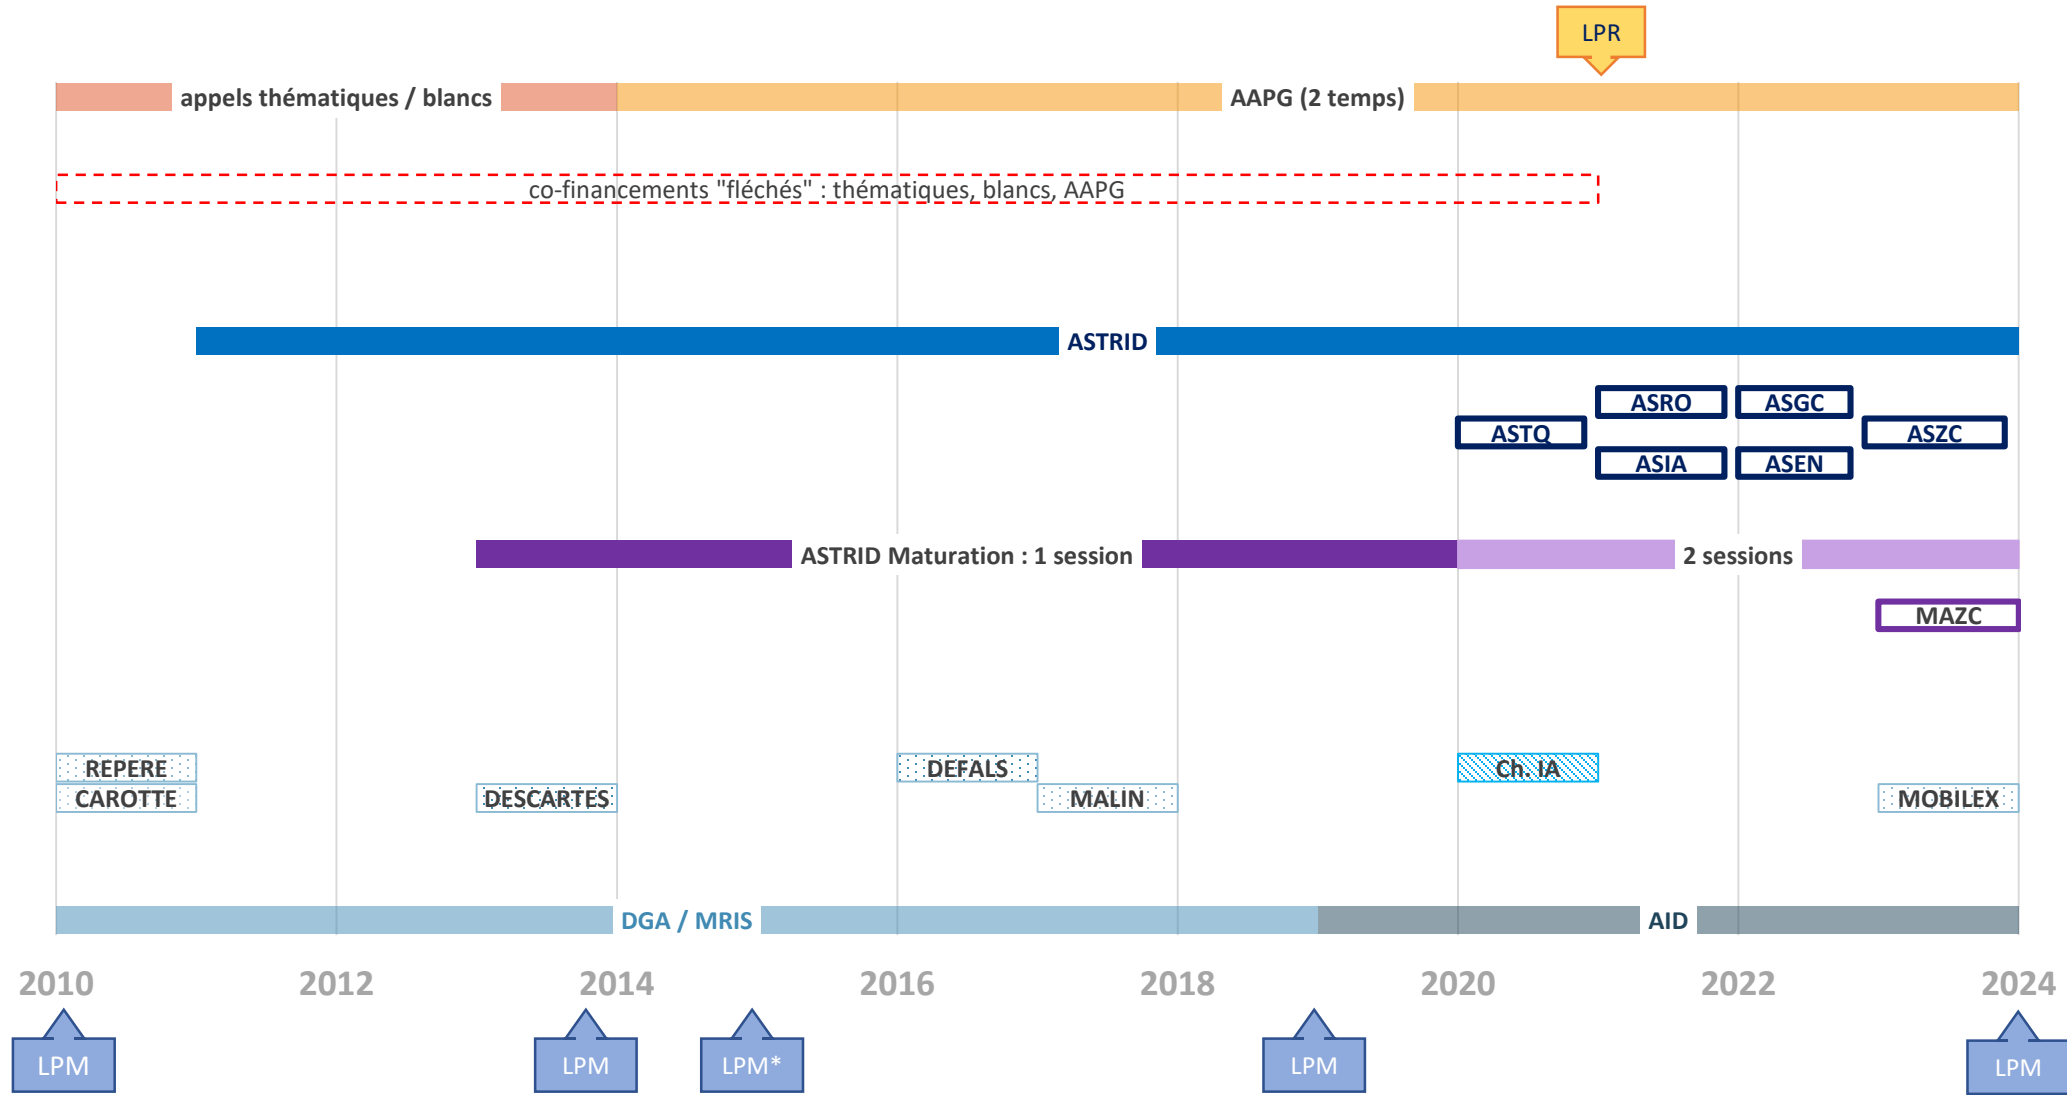 LPR
appels thématiques / blancs
AAPG (2 temps)
co-financements "fléchés" : thématiques, blancs, AAPG
ASTRID
ASRO
ASGC
ASTQ
ASZC
ASIA
ASEN
ASTRID Maturation : 1 session
2 sessions
MAZC
REPERE
DEFALS
Ch. IA
CAROTTE
DESCARTES
MALIN
MOBILEX
DGA / MRIS
AID
2010
2012
2014
2016
2018
2020
2022
2024
LPM
LPM
LPM*
LPM
LPM